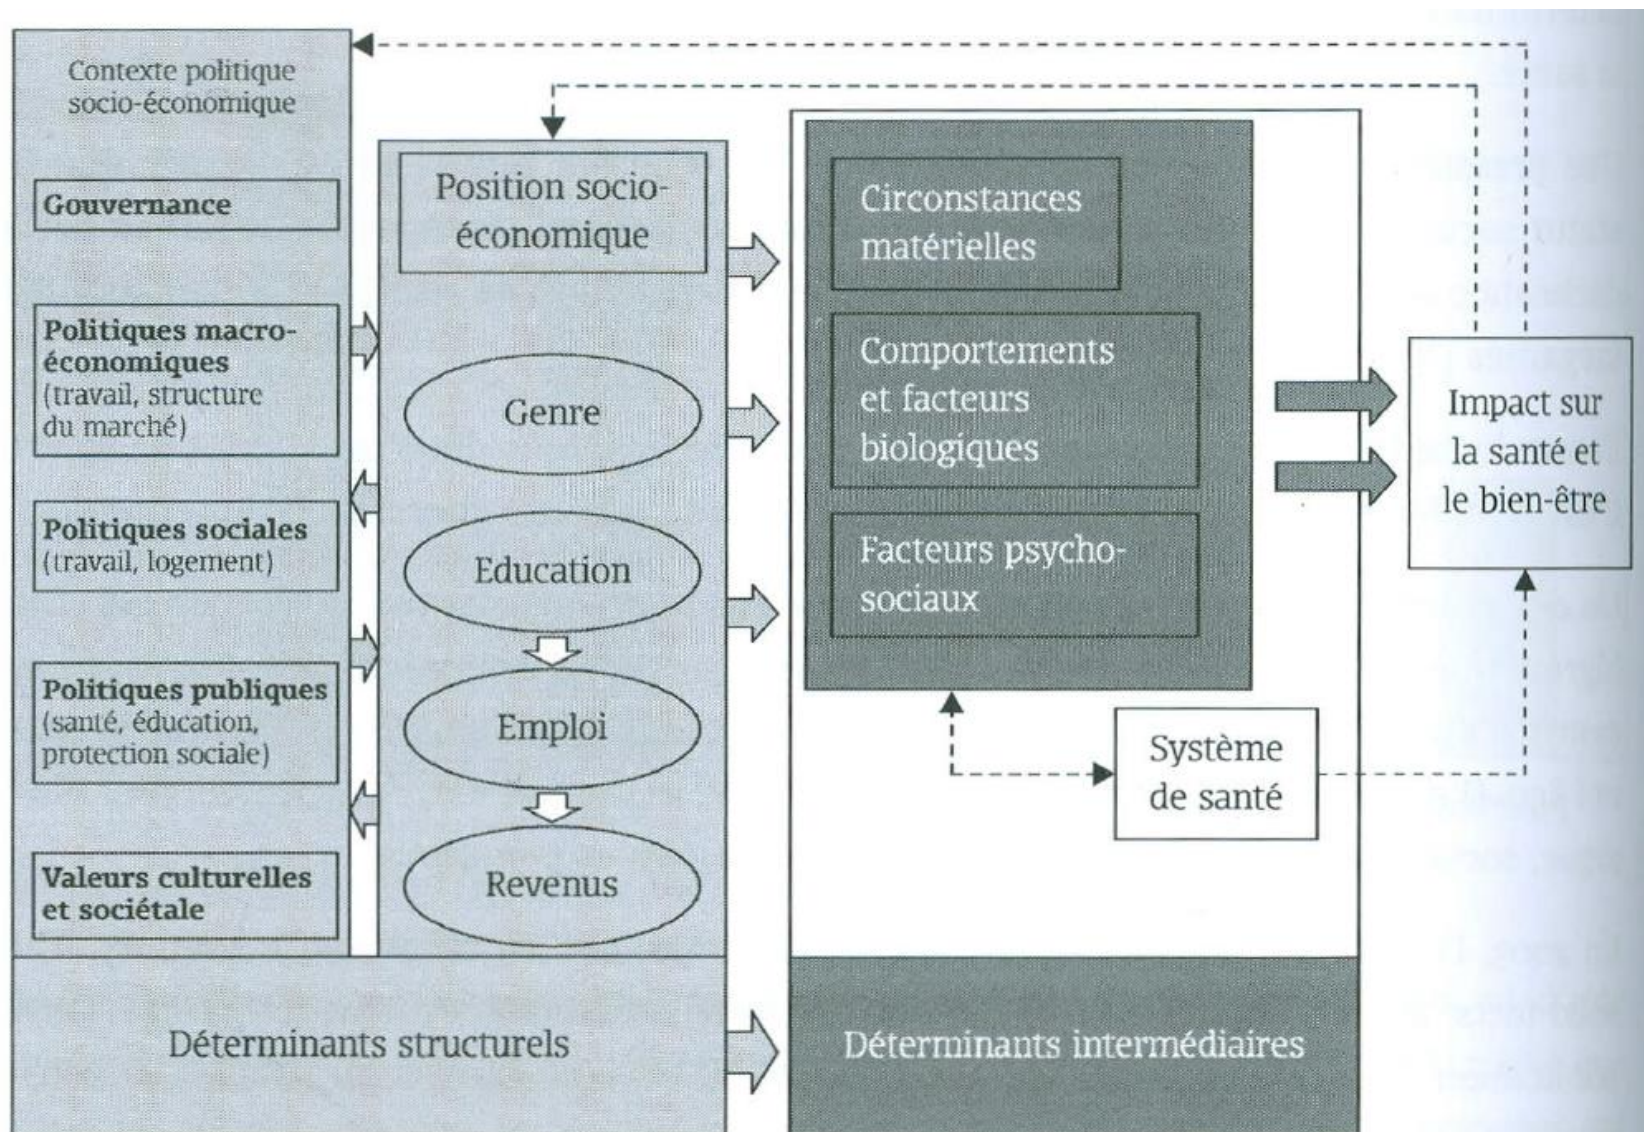 Contexte politique
socio-économique
Gouvernance
Politiques macro-
économiques
(travail, structure
du marché)
Politiques sociales
(travail, logement)
Politiques publiques
(santé, éducation,
protection sociale)
Valeurs culturelles
et sociétale
Position socio-
économique
Genre
Education
Emploi
Revenus
Déterminants structurels
Circonstances
matérielles
Comportements
et facteurs
biologiques
Facteurs psycho-
sociaux
Système
de santé
Déterminants intermédiaires
Impact sur
la santé et
le bien-être